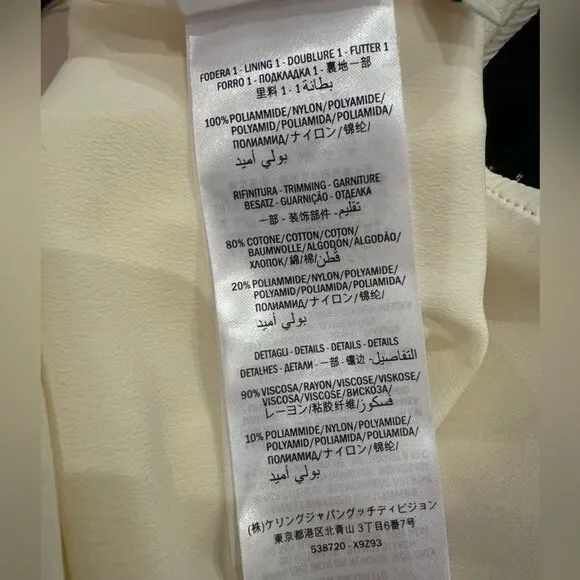 FODERA 1 - LINING 1 - DOUBLURE 1 - FUTTER 1
FORRO 1 - ПОДКЛАДКА 1 - 裏地一部
里料 1 - 1 بطانة
100% POLIAMMIDE/NYLON/POLYAMIDE/
POLYAMID/POLIAMIDA/POLIAMIDA/
ПОЛИАМИД/ナイロン/锦纶/
بولي أميد
RIFINITURA - TRIMMING - GARNITURE
BESATZ - GUARNIÇÃO - ОТДЕЛКА
一部 - 装饰部件 - تقليم
80% COTONE/COTTON/COTON/
BAUMWOLLE/ALGODÓN/ALGODÃO/
ХЛОПОК/綿/棉/قطن
20% POLIAMMIDE/NYLON/POLYAMIDE/
POLYAMID/POLIAMIDA/POLIAMIDA/
ПОЛИАМИД/ナイロン/锦纶/
بولي أميد
DETTAGLI - DETAILS - DETAILS - DETAILS
DETALHES - ДЕТАЛИ - 一部 - 镶边 - التفاصيل
90% VISCOSA/RAYON/VISCOSE/VISKOSE/
VISCOSA/VISCOSE/ВИСКОЗА/
レーヨン/粘胶纤维/فسكوز
10% POLIAMMIDE/NYLON/POLYAMIDE/
POLYAMID/POLIAMIDA/POLIAMIDA/
ПОЛИАМИД/ナイロン/锦纶/
بولي أميد
(株)ケリングジャパングッチディビジョン
東京都港区北青山 3丁目6番7号
538720 - X9Z93